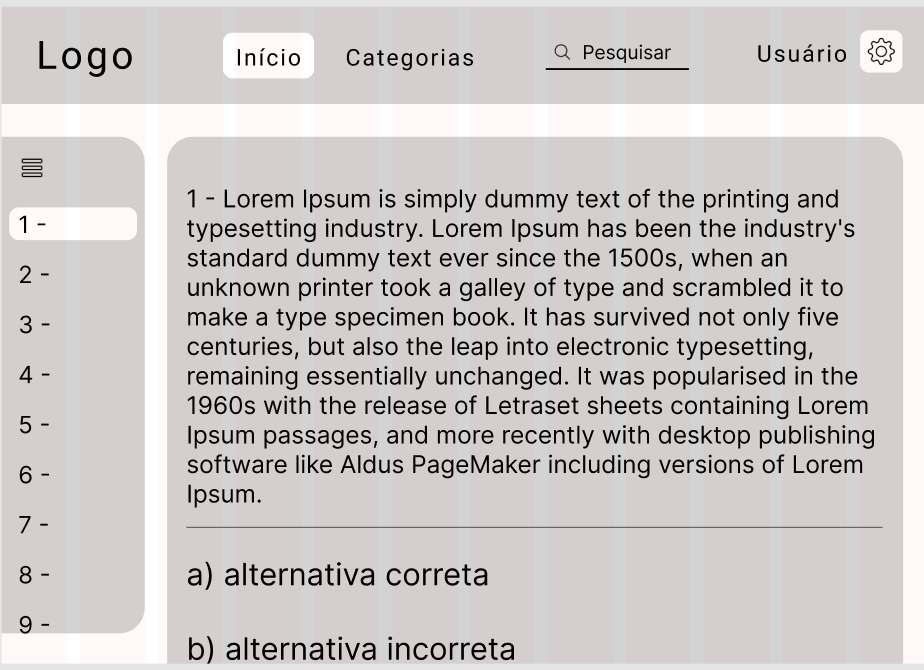 Logo
Início
Categorias
Pesquisar
Usuário
1 -
2 -
3 -
4 -
5 -
6 -
7 -
8 -
9 -
1 - Lorem Ipsum is simply dummy text of the printing and
typesetting industry. Lorem Ipsum has been the industry's
standard dummy text ever since the 1500s, when an
unknown printer took a galley of type and scrambled it to
make a type specimen book. It has survived not only five
centuries, but also the leap into electronic typesetting,
remaining essentially unchanged. It was popularised in the
1960s with the release of Letraset sheets containing Lorem
Ipsum passages, and more recently with desktop publishing
software like Aldus PageMaker including versions of Lorem
Ipsum.
a) alternativa correta
b) alternativa incorreta